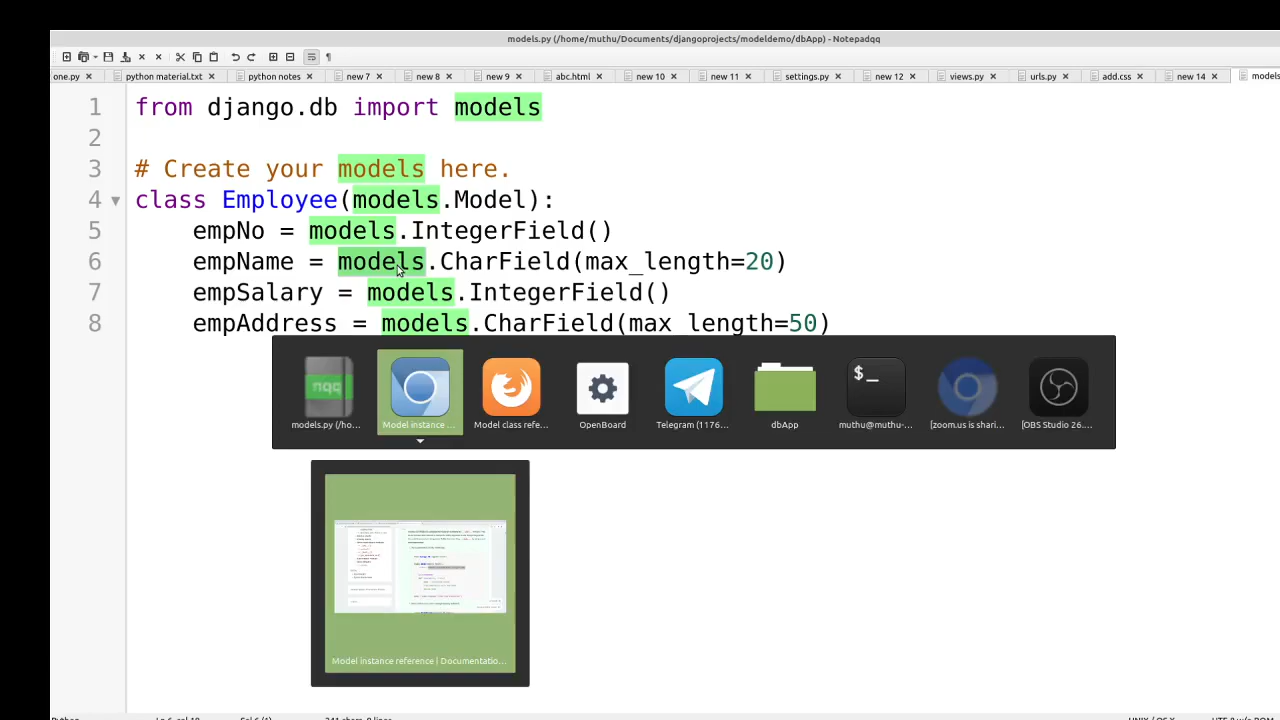 models.py (/home/muthu/Documents/djangoprojects/modeldemo/dbApp) - Notepadqq
one.py python material.txt python notes new 7 new 8 new 9 abc.html new 10 new 11 settings.py new 12 views.py urls.py add.css new 14 models
1 from django.db import models
2
3 # Create your models here.
4 class Employee(models.Model):
5 empNo = models.IntegerField()
6 empName = models.CharField(max_length=20)
7 empSalary = models.IntegerField()
8 empAddress = models.CharField(max length=50)
nqq $_
models.py (/ho... Model instance ... Model class refe... OpenBoard Telegram (1176... dbApp muthu@muthu-... [zoom.us is shari... [OBS Studio 26....
Model instance reference | Documentatio...